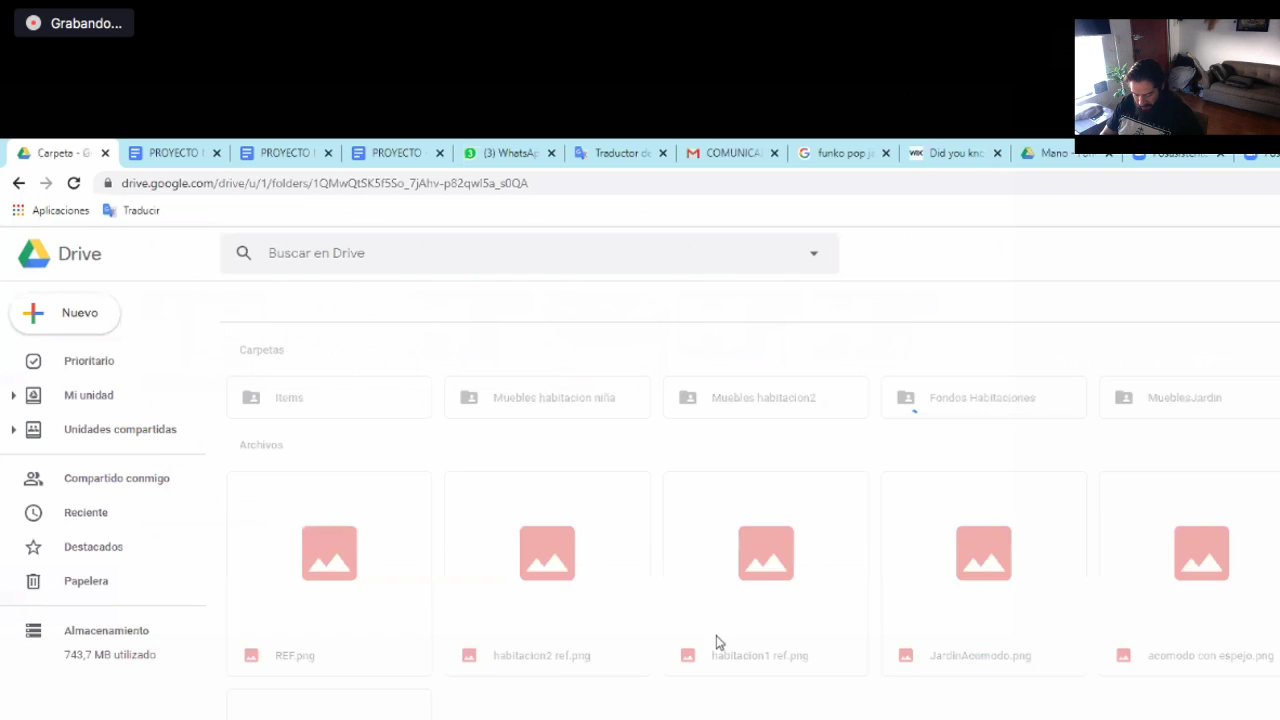 Grabando...
Carpeta - G
PROYECTO
PROYECTO
PROYECTO
(3) WhatsAp
Traductor de
COMUNICA
funko pop je
Did you kno
Mano
drive.google.com/drive/u/1/folders/1QMwQtSK5f5So_7jAhv-p82qwI5a_s0QA
Aplicaciones
Traducir
Drive
Buscar en Drive
Nuevo
Prioritario
Mi unidad
Unidades compartidas
Compartido conmigo
Reciente
Destacados
Papelera
Almacenamiento
743,7 MB utilizado
Carpetas
Items
Muebles habitacion niña
Muebles habitacion2
Fondos Habitaciones
MueblesJardin
Archivos
REF.png
habitacion2 ref.png
habitacion1 ref.png
JardinAcomodo.png
acomodo con espejo.png